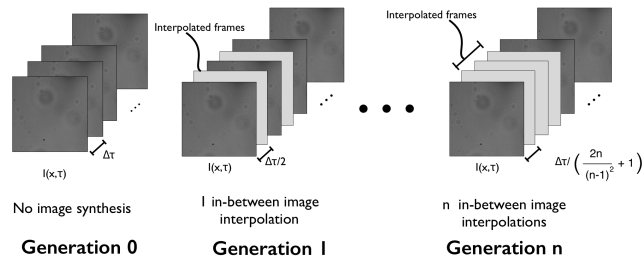 Interpolated frames
Interpolated frames
Δτ
Δτ/2
Δτ/ ( 2n / (n-1)² + 1 )
I(x,τ)
I(x,τ)
I(x,τ)
No image synthesis
1 in-between image
interpolation
n in-between image
interpolations
Generation 0
Generation 1
Generation n